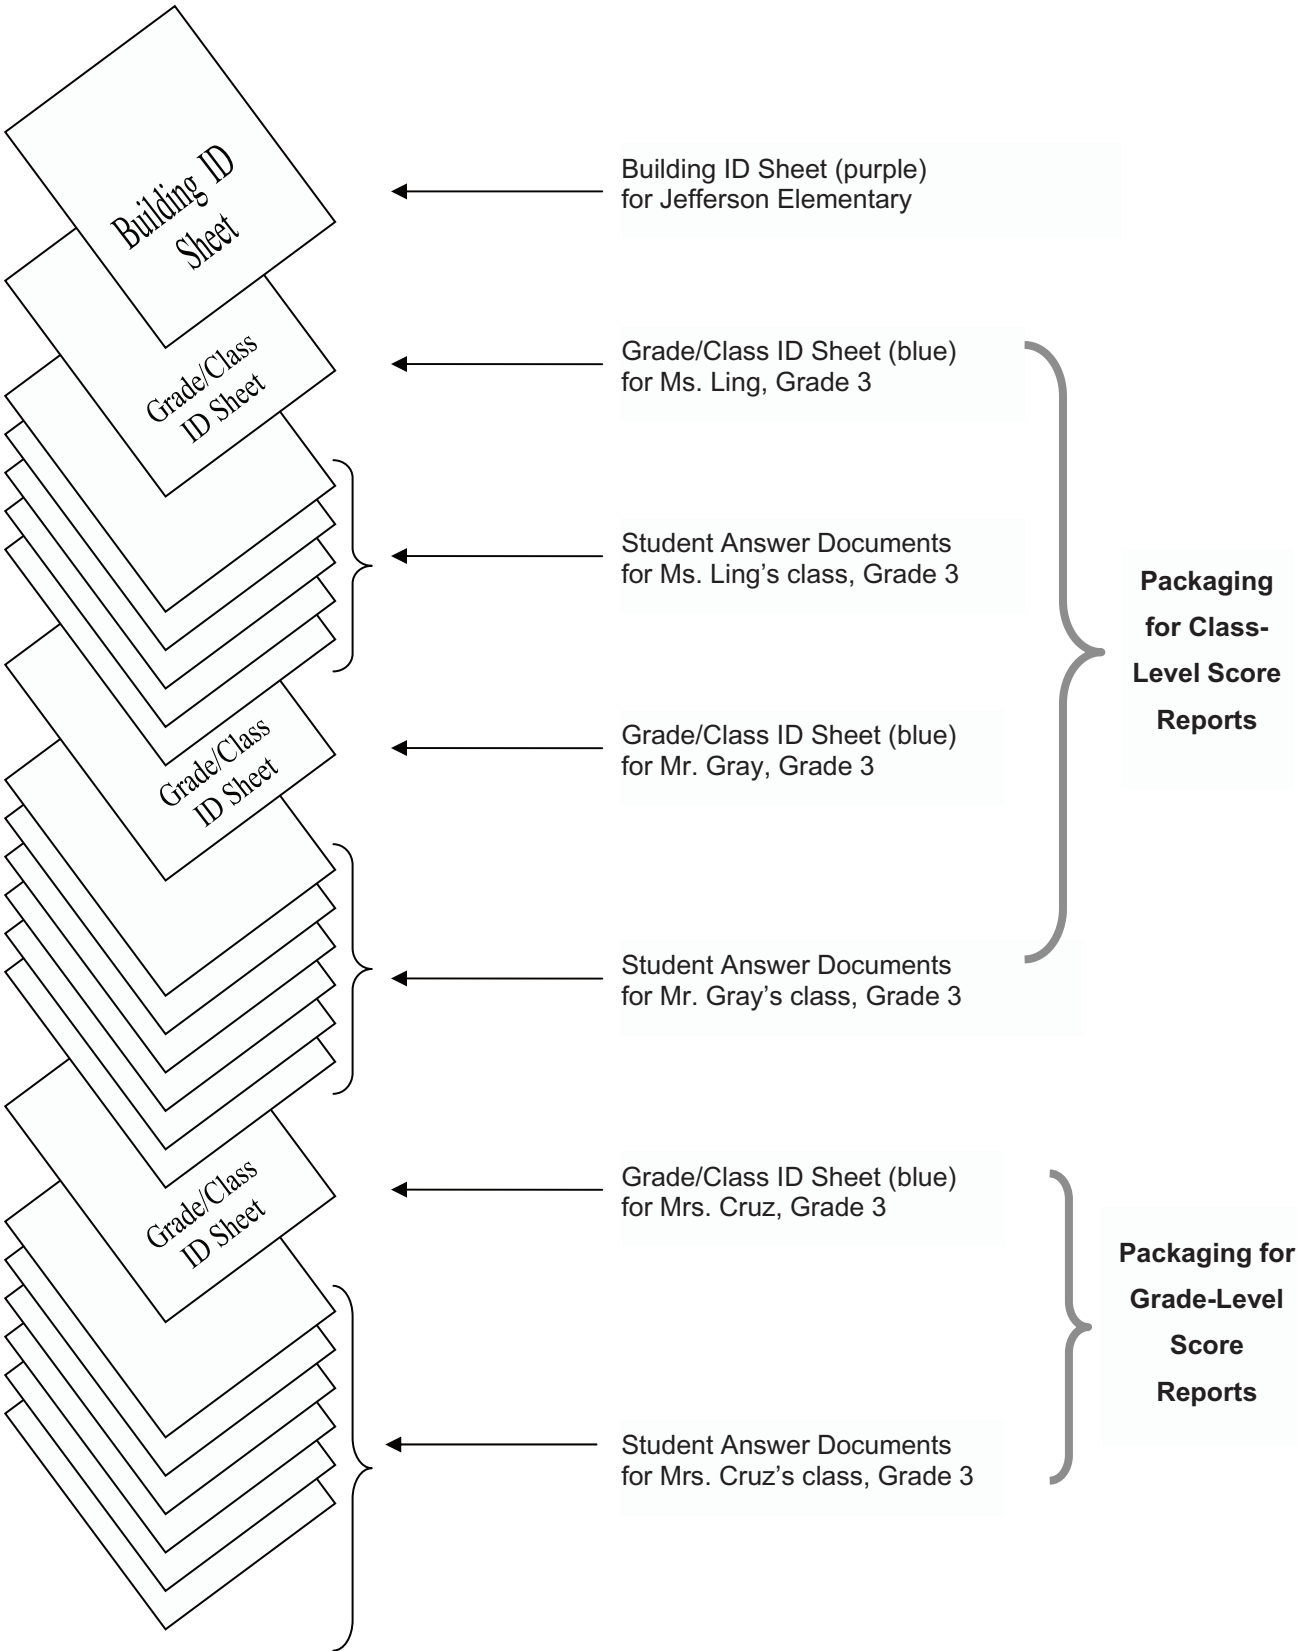 Building ID
Sheet
Building ID Sheet (purple)
for Jefferson Elementary
Grade/Class
ID Sheet
Grade/Class ID Sheet (blue)
for Ms. Ling, Grade 3
Student Answer Documents
for Ms. Ling’s class, Grade 3
Packaging
for Class-
Level Score
Reports
Grade/Class
ID Sheet
Grade/Class ID Sheet (blue)
for Mr. Gray, Grade 3
Student Answer Documents
for Mr. Gray’s class, Grade 3
Grade/Class
ID Sheet
Grade/Class ID Sheet (blue)
for Mrs. Cruz, Grade 3
Packaging for
Grade-Level
Score
Reports
Student Answer Documents
for Mrs. Cruz’s class, Grade 3